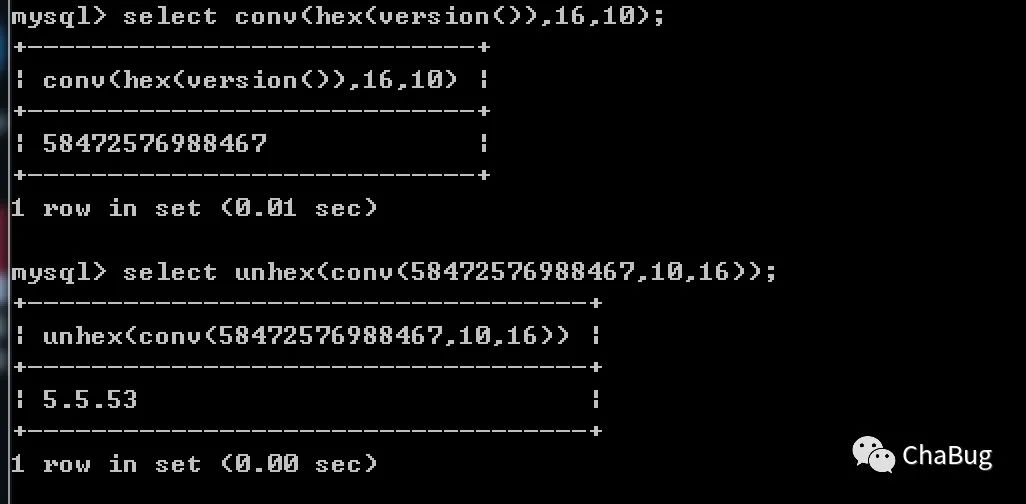 mysql> select conv(hex(version()),16,10);
+-----------------------------+
| conv(hex(version()),16,10) |
+-----------------------------+
| 58472576988467 |
+-----------------------------+
1 row in set (0.01 sec)
mysql> select unhex(conv(58472576988467,10,16));
+------------------------------------+
| unhex(conv(58472576988467,10,16)) |
+------------------------------------+
| 5.5.53 |
+------------------------------------+
1 row in set (0.00 sec)
ChaBug